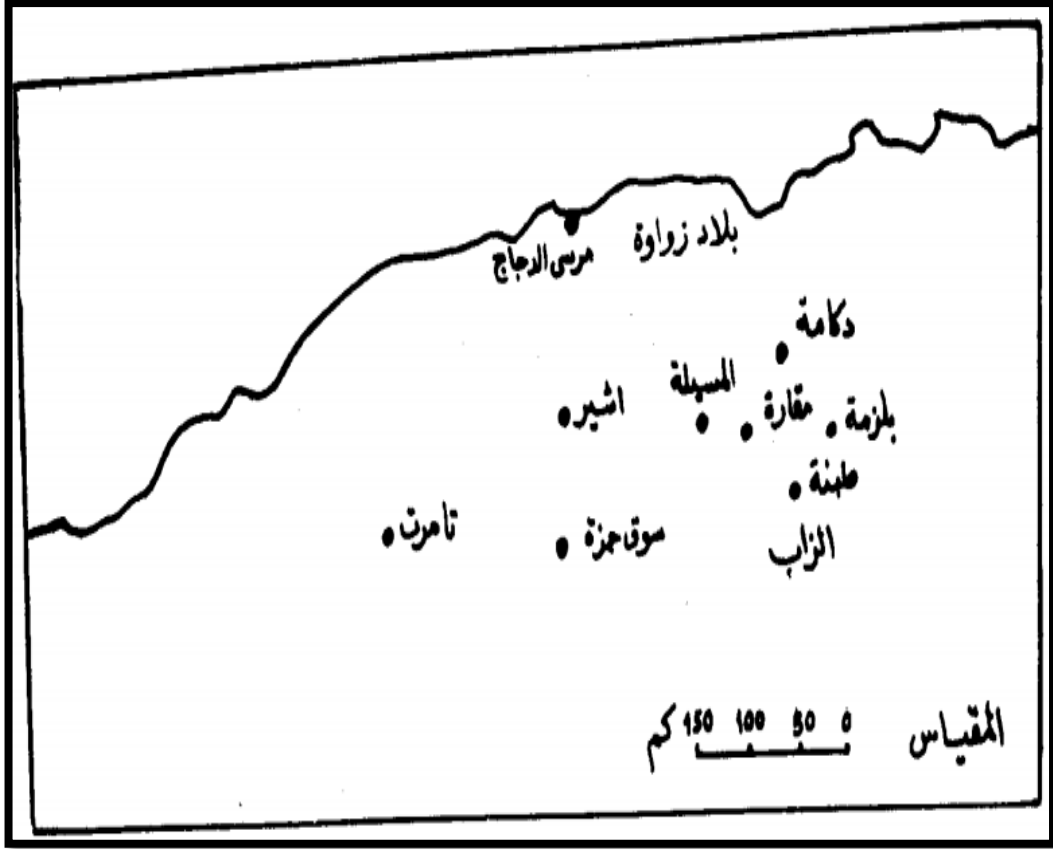 بلاد زواوة
مرسى الدجاج
دكامة
المسيلة
اشير
مقارة
بلزمة
طبنة
تامرت
سوق حمزة
الزاب
المقياس
0 50 100 150 كم